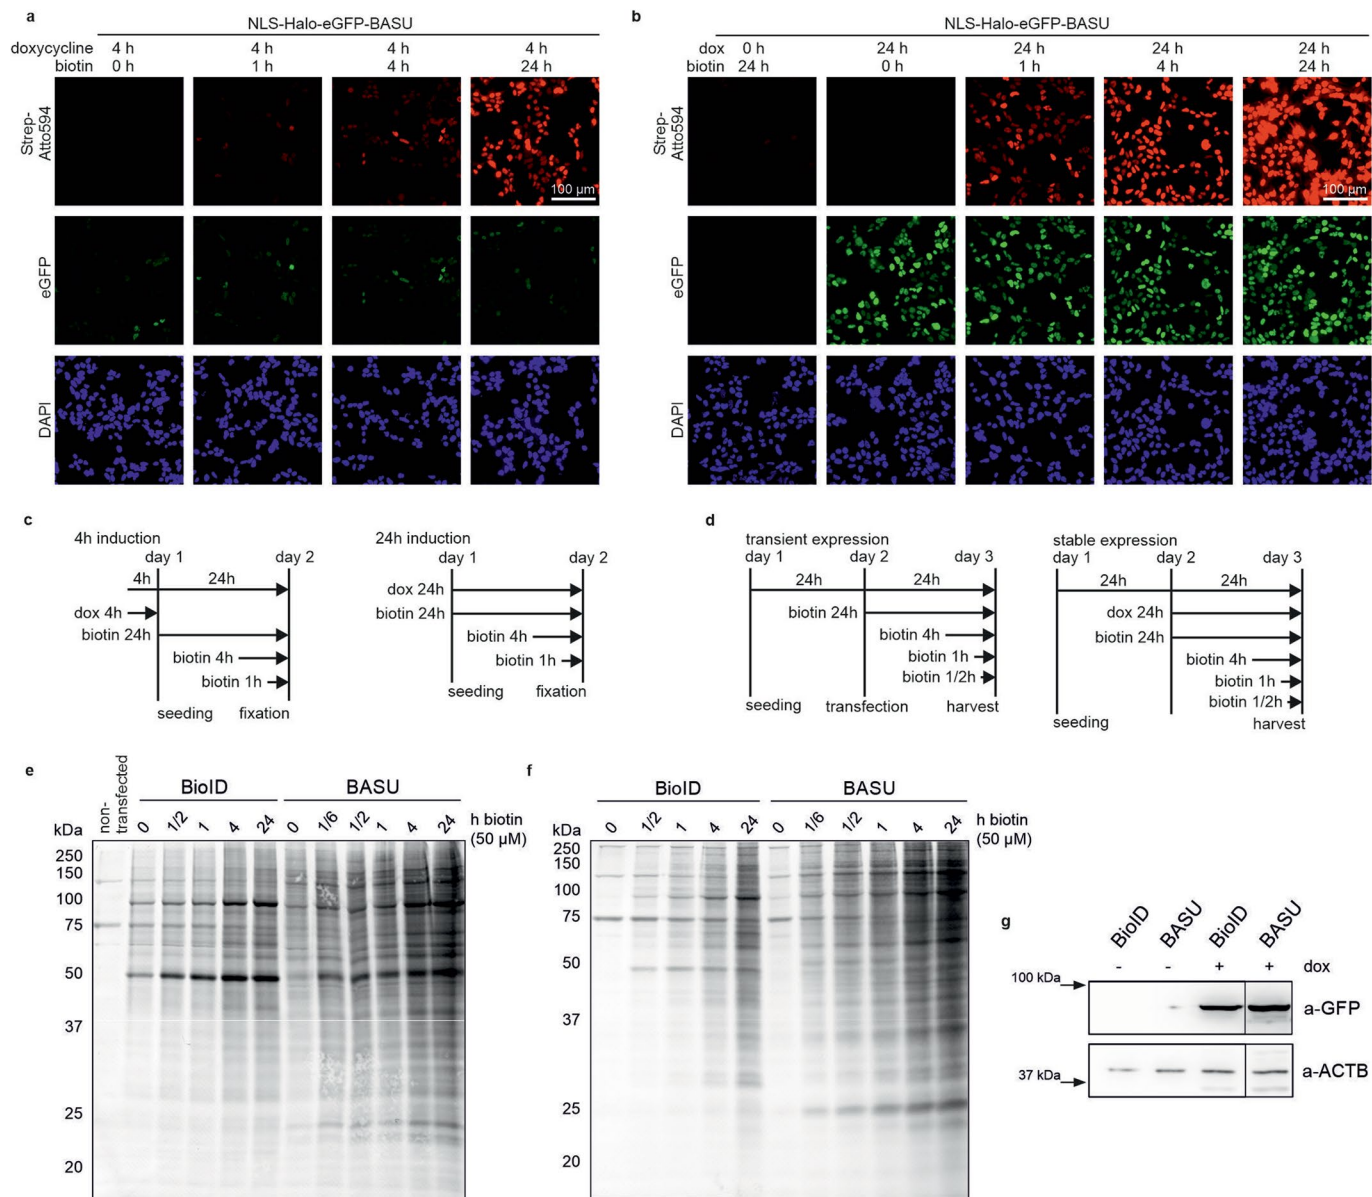 a
NLS-Halo-eGFP-BASU
doxycycline 4 h 4 h 4 h 4 h
biotin 0 h 1 h 4 h 24 h
Strep-
Atto594
100 µm
eGFP
DAPI
b
NLS-Halo-eGFP-BASU
dox 0 h 24 h 24 h 24 h 24 h
biotin 24 h 0 h 1 h 4 h 24 h
Strep-
Atto594
100 µm
eGFP
DAPI
c
4h induction
day 1 day 2
4h 24h
dox 4h
biotin 24h
biotin 4h
biotin 1h
seeding fixation
24h induction
day 1 day 2
dox 24h
biotin 24h
biotin 4h
biotin 1h
seeding fixation
d
transient expression
day 1 day 2 day 3
24h 24h
biotin 24h
biotin 4h
biotin 1h
biotin 1/2h
seeding transfection harvest
stable expression
day 1 day 2 day 3
24h 24h
dox 24h
biotin 24h
biotin 4h
biotin 1h
biotin 1/2h
seeding harvest
e
non-
transfected
BioID BASU
0 1/2 1 4 24 0 1/6 1/2 1 4 24 h biotin
(50 µM)
kDa
250
150
100
75
50
37
25
20
f
BioID BASU
0 1/2 1 4 24 0 1/6 1/2 1 4 24 h biotin
(50 µM)
kDa
250
150
100
75
50
37
25
20
g
BioID BASU BioID BASU
- - + + dox
100 kDa
a-GFP
37 kDa
a-ACTB